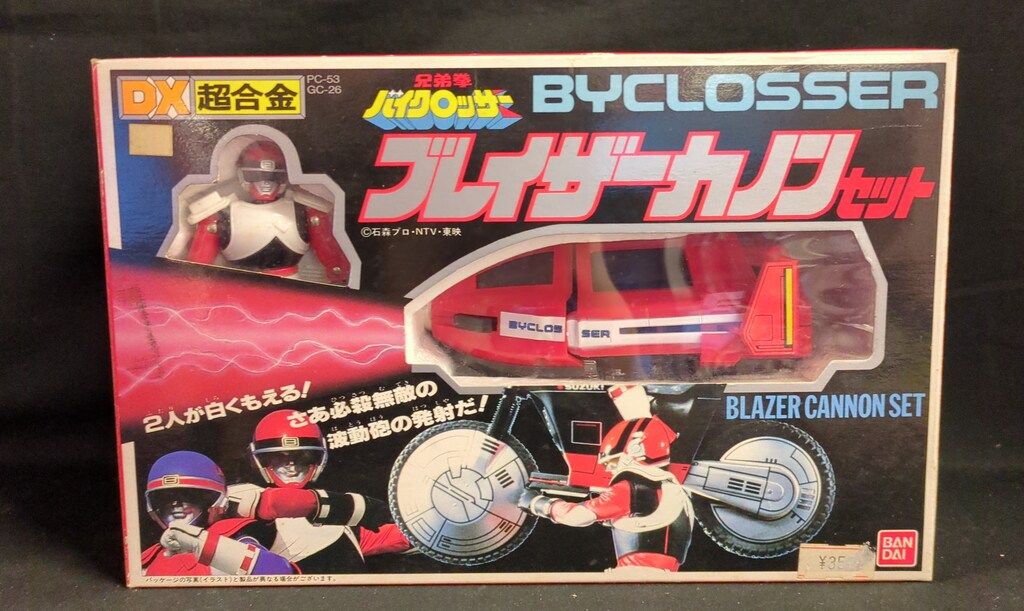 DX 超合金
PC-53
GC-26
兄弟拳
バイクロッサー
BYCLOSSER
ブレイザーカノンセット
©石森プロ・NTV・東映
BYCLOS
SER
2人が白くもえる!
さあ必殺無敵の
波動砲の発射だ!
SUZUKI
BLAZER CANNON SET
BAN
DAI
パッケージの写真(イラスト)と製品が異なる場合がございます。